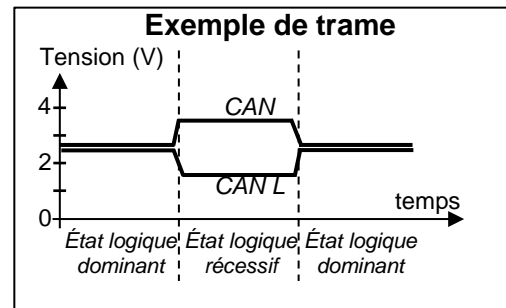 Exemple de trame
Tension (V)
4
CAN
2
CAN L
temps
0
État logique État logique État logique
dominant récessif dominant